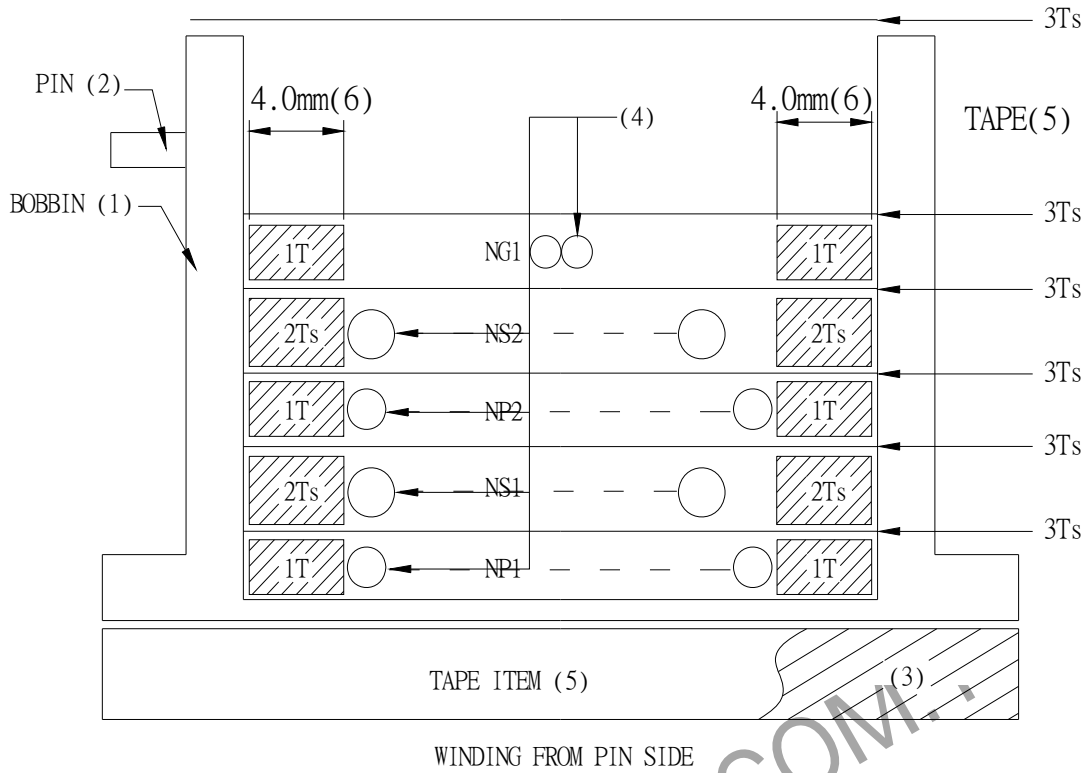 3Ts
PIN (2)
4.0mm(6)
4.0mm(6)
(4)
TAPE(5)
BOBBIN (1)
3Ts
1T
NG1
1T
3Ts
2Ts
NS2
2Ts
3Ts
1T
NP2
1T
3Ts
2Ts
NS1
2Ts
3Ts
1T
NP1
1T
TAPE ITEM (5)
(3)
WINDING FROM PIN SIDE